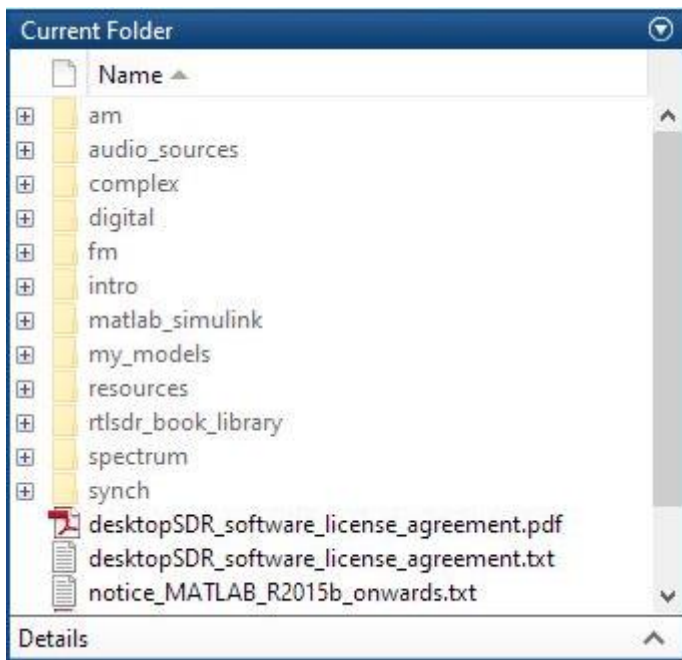 Current Folder
Name
am
audio_sources
complex
digital
fm
intro
matlab_simulink
my_models
resources
rtlsdr_book_library
spectrum
synch
desktopSDR_software_license_agreement.pdf
desktopSDR_software_license_agreement.txt
notice_MATLAB_R2015b_onwards.txt
Details